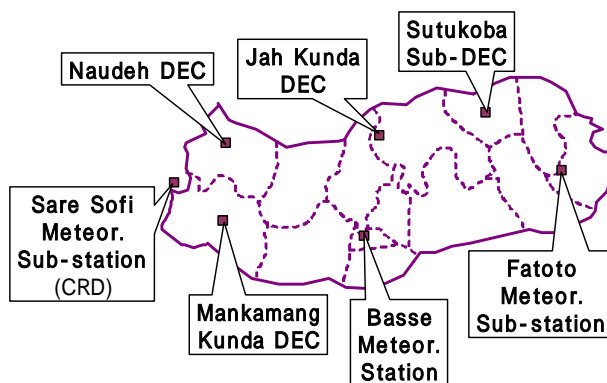 Sutukoba
Sub-DEC
Naudeh DEC
Jah Kunda
DEC
Sare Sofi
Meteor.
Sub-station
(CRD)
Mankamang
Kunda DEC
Basse
Meteor.
Station
Fatoto
Meteor.
Sub-station